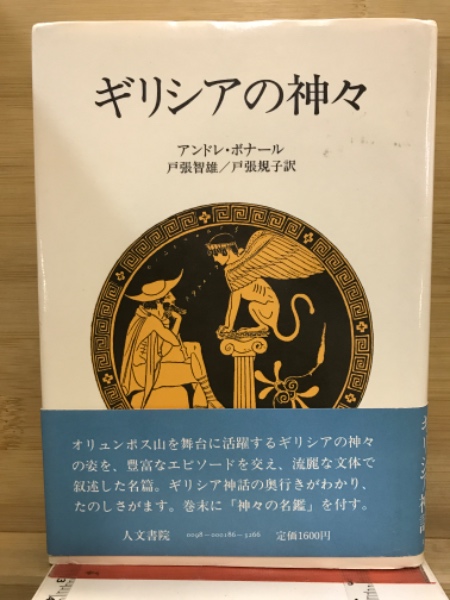 ギリシアの神々
アンドレ・ボナール
戸張智雄／戸張規子訳
オリュンポス山を舞台に活躍するギリシアの神々
の姿を、豊富なエピソードを交え、流麗な文体で
叙述した名篇。ギリシア神話の奥行きがわかり、
たのしさがます。巻末に「神々の名鑑」を付す。
人文書院 0098-000186-3266 定価1600円